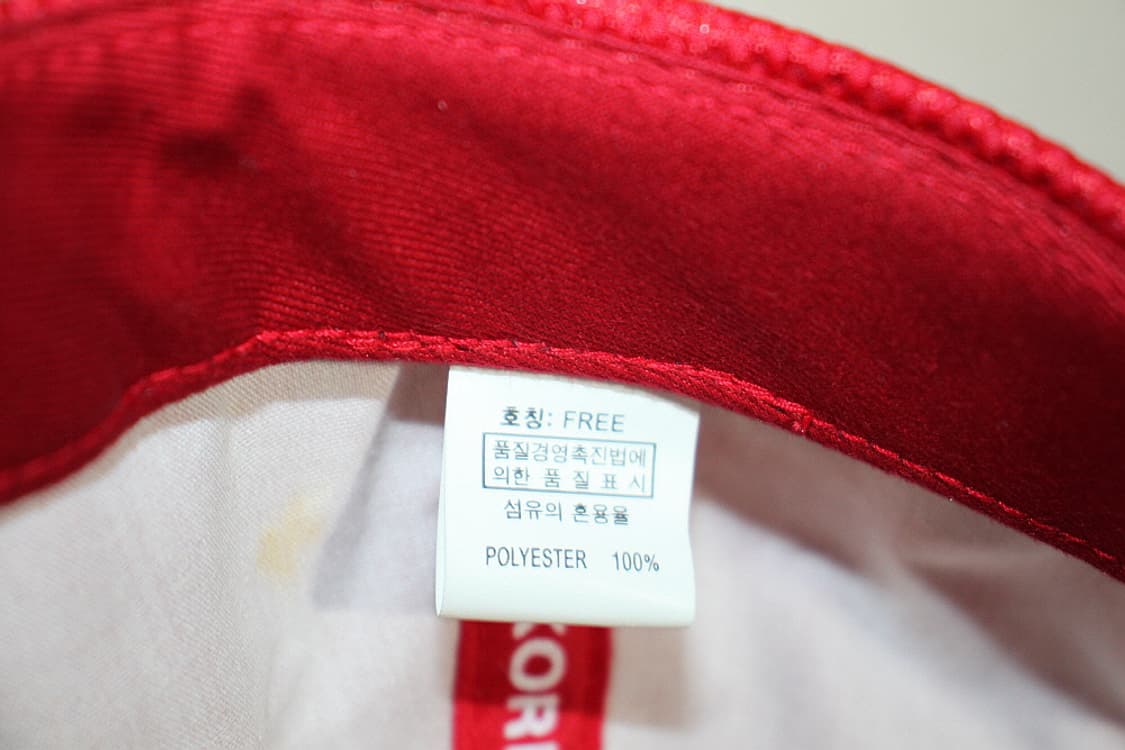 호칭: FREE
품질경영촉진법에
의한 품 질 표 시
섬유의 혼용율
POLYESTER 100%
KOR